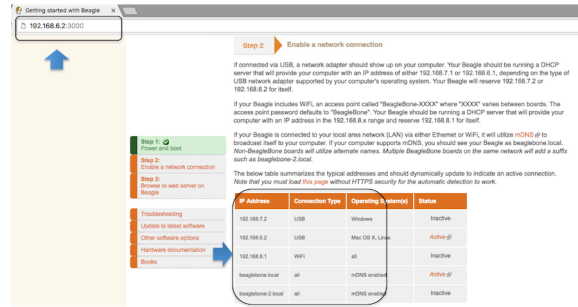 Getting started with Beagle
192.168.6.2:3000
Step 2
Enable a network connection
If connected via USB, a network adapter should show up on your computer. Your Beagle should be running a DHCP
server that will provide your computer with an IP address of either 192.168.7.1 or 192.168.6.1, depending on the type of
USB network adapter supported by your computer's operating system. Your Beagle will reserve 192.168.7.2 or
192.168.6.2 for itself.
If your Beagle includes WiFi, an access point called "BeagleBone-XXXX" where "XXXX" varies between boards. The
access point password defaults to "BeagleBone". Your Beagle should be running a DHCP server that will provide your
computer with an IP address in the 192.168.8.x range and reserve 192.168.8.1 for itself.
If your Beagle is connected to your local area network (LAN) via either Ethernet or WiFi, it will utilize mDNS to
broadcast itself to your computer. If your computer supports mDNS, you should see your Beagle as beaglebone.local.
Non-BeagleBone boards will utilize alternate names. Multiple BeagleBone boards on the same network will add a suffix
such as beaglebone-2.local.
The below table summarizes the typical addresses and should dynamically update to indicate an active connection.
Note that you must load this page without HTTPS security for the automatic detection to work.
Step 1:
Power and boot
Step 2:
Enable a network connection
Step 3:
Browse to web server on
Beagle
Troubleshooting
Update to latest software
Other software options
Hardware documentation
Books
IP Address Connection Type Operating System(s) Status
192.168.7.2 USB Windows Inactive
192.168.6.2 USB Mac OS X, Linux Active
192.168.8.1 WiFi all Inactive
beaglebone.local all mDNS enabled Active
beaglebone-2.local all mDNS enabled Inactive